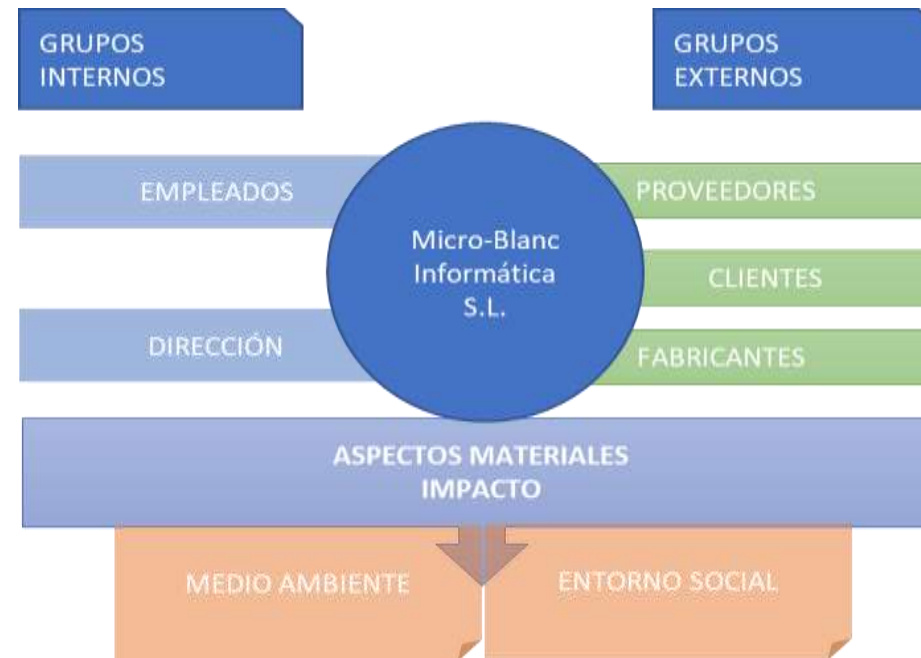 GRUPOS
INTERNOS
GRUPOS
EXTERNOS
EMPLEADOS
PROVEEDORES
Micro-Blanc
Informática
S.L.
CLIENTES
DIRECCIÓN
FABRICANTES
ASPECTOS MATERIALES
IMPACTO
MEDIO AMBIENTE
ENTORNO SOCIAL